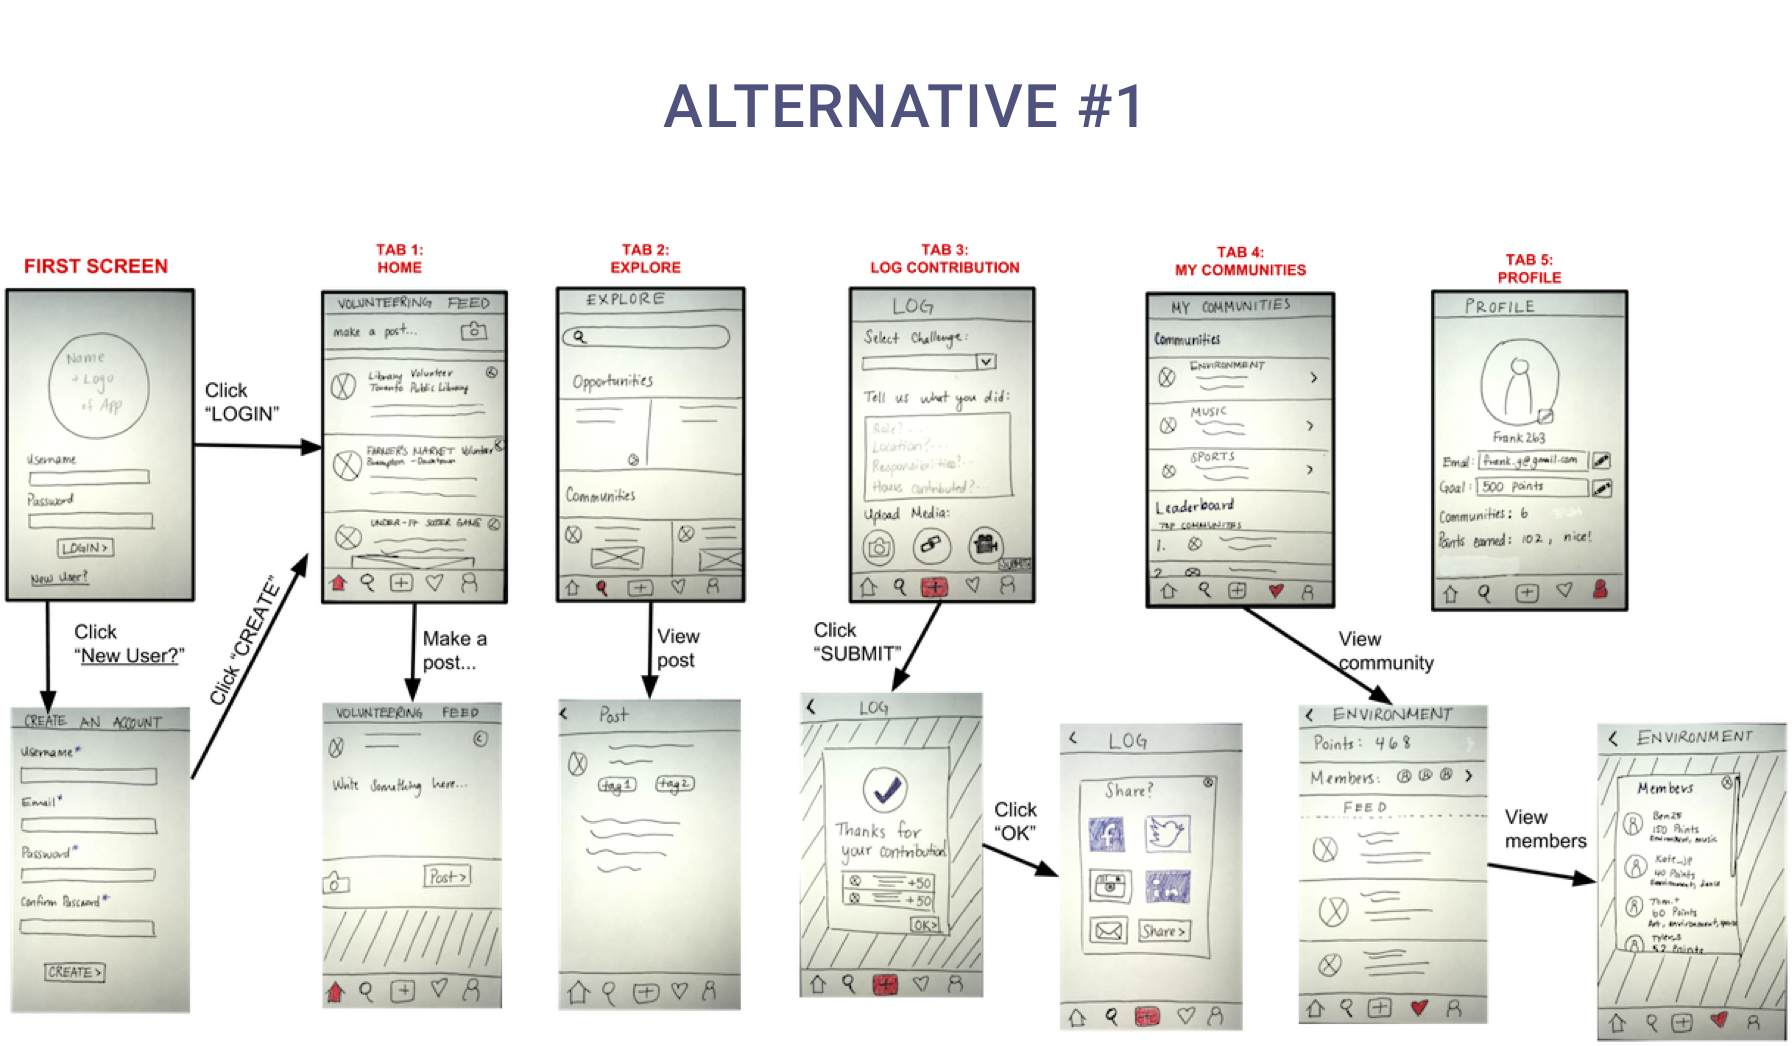 ALTERNATIVE #1
FIRST SCREEN
Name
+ Logo
of App
Username
Password
LOGIN >
New User?
Click
“LOGIN”
Click
“New User?”
CREATE AN ACCOUNT
Username*
Email*
Password*
Confirm Password*
CREATE >
Click “CREATE”
TAB 1:
HOME
VOLUNTEERING FEED
make a post...
Library Volunteer
Toronto Public Library
FARMER'S MARKET Volunteer
Brampton - Downtown
UNDER-17 SOCCER GAME
Make a
post...
VOLUNTEERING FEED
Write something here...
Post >
TAB 2:
EXPLORE
EXPLORE
Opportunities
Communities
View
post
< Post
tag 1 tag 2
TAB 3:
LOG CONTRIBUTION
LOG
Select Challenge:
Tell us what you did:
Role?...
Location?...
Responsibilities?...
Hours contributed?...
Upload Media:
SUBMIT
Click
“SUBMIT”
< LOG
Thanks for
your contribution
+50
+50
OK>
Click
“OK”
< LOG
Share?
f
in
Share >
TAB 4:
MY COMMUNITIES
MY COMMUNITIES
Communities
ENVIRONMENT >
MUSIC >
SPORTS >
Leaderboard
TOP COMMUNITIES
1.
2
View
community
< ENVIRONMENT
Points: 468
Members: >
FEED
View
members
< ENVIRONMENT
Members
Ben25
150 Points
Environment, music
Kate_JP
40 Points
Environment, dance
Tom.t
60 Points
Art, environment,
52 Points
TAB 5:
PROFILE
PROFILE
Frank263
Email: frank.g@gmail.com
Goal: 500 points
Communities: 6
Points earned: 102, nice!